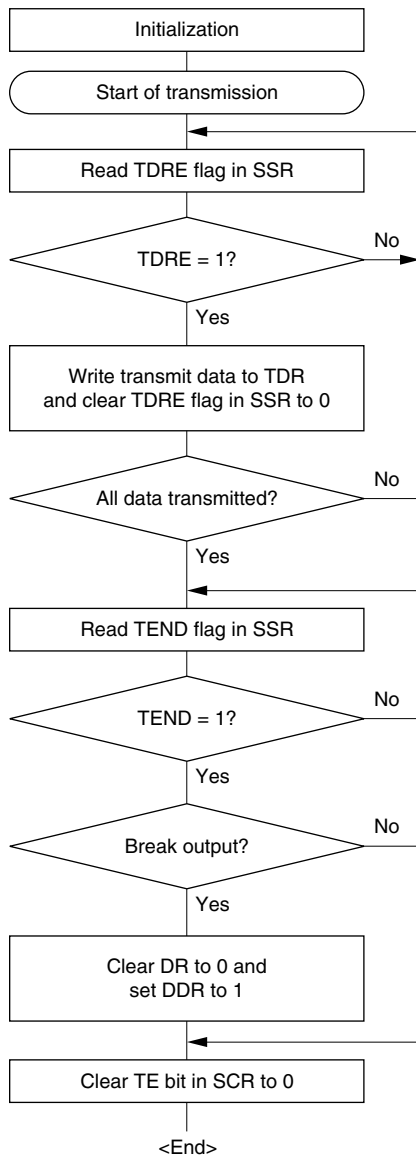 Initialization
Start of transmission
Read TDRE flag in SSR
TDRE = 1?
No
Yes
Write transmit data to TDR
and clear TDRE flag in SSR to 0
All data transmitted?
No
Yes
Read TEND flag in SSR
TEND = 1?
No
Yes
Break output?
No
Yes
Clear DR to 0 and
set DDR to 1
Clear TE bit in SCR to 0
<End>